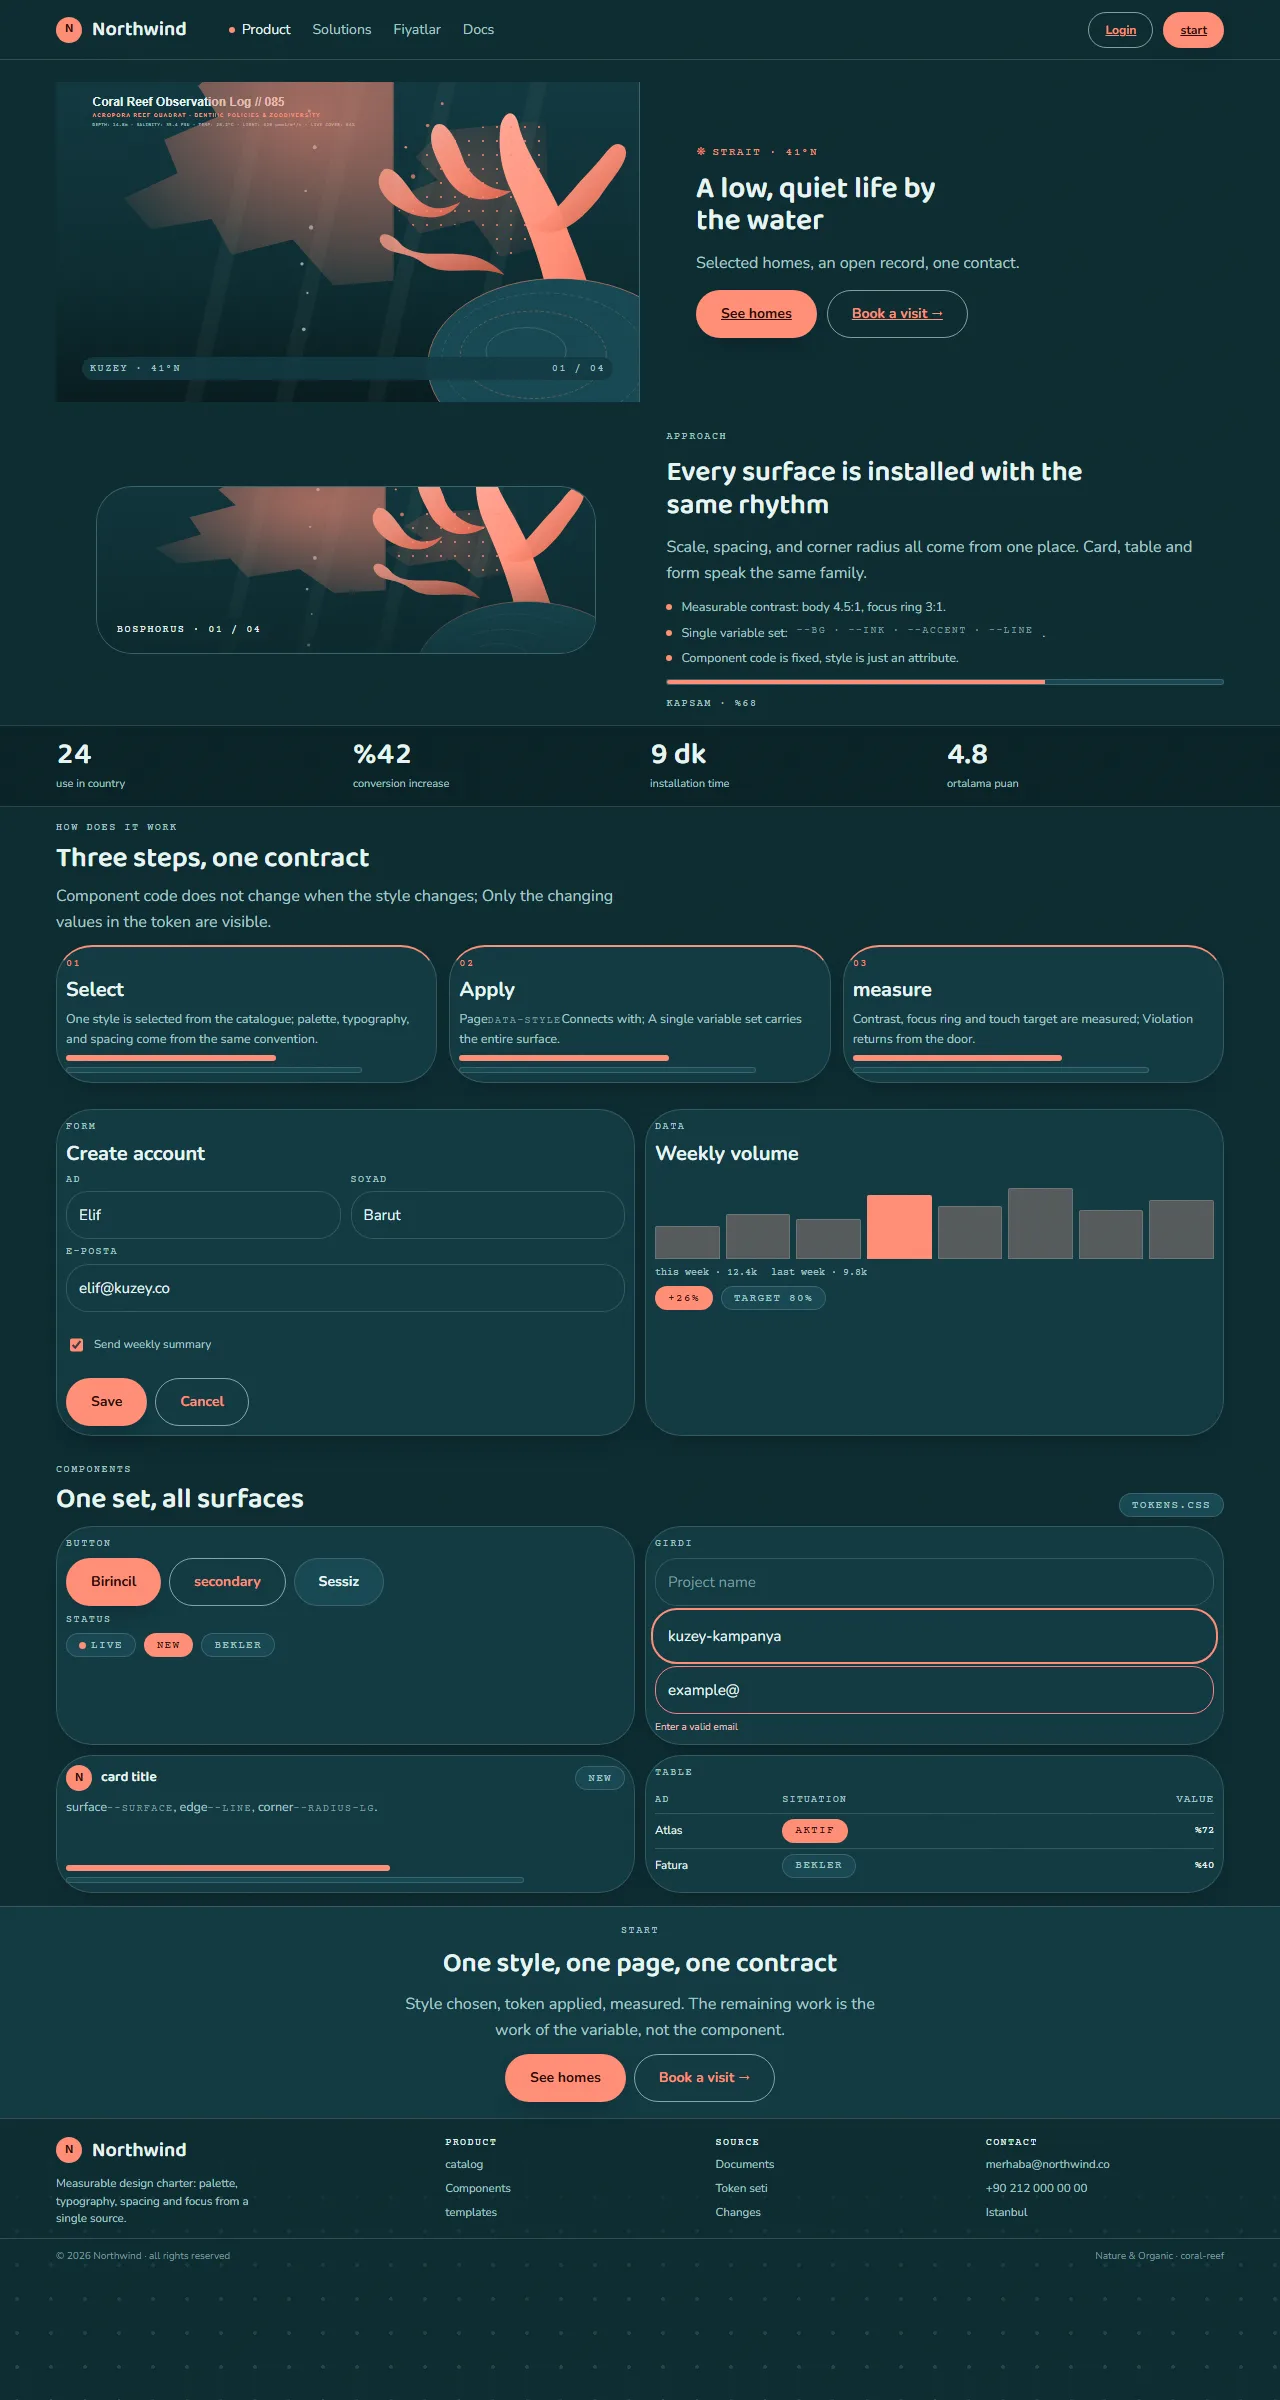 N Northwind
Product Solutions Fiyatlar Docs
Login start
Coral Reef Observation Log // 085
ACROPORA REEF QUADRAT · DENTING POLICIES & ZOODIVERSITY
KUZEY · 41°N 01 / 04
STRAIT · 41°N
A low, quiet life by
the water
Selected homes, an open record, one contact.
See homes Book a visit →
BOSPHORUS · 01 / 04
APPROACH
Every surface is installed with the
same rhythm
Scale, spacing, and corner radius all come from one place. Card, table and
form speak the same family.
Measurable contrast: body 4.5:1, focus ring 3:1.
Single variable set: --BG · --INK · --ACCENT · --LINE .
Component code is fixed, style is just an attribute.
KAPSAM · %68
24 %42 9 dk 4.8
use in country conversion increase installation time ortalama puan
HOW DOES IT WORK
Three steps, one contract
Component code does not change when the style changes; Only the changing
values in the token are visible.
01
Select
One style is selected from the catalogue; palette, typography,
and spacing come from the same convention.
02
Apply
PageDATA-STYLEConnects with; A single variable set carries
the entire surface.
03
measure
Contrast, focus ring and touch target are measured; Violation
returns from the door.
FORM
Create account
AD SOYAD
Elif Barut
E-POSTA
elif@kuzey.co
Send weekly summary
Save Cancel
DATA
Weekly volume
this week · 12.4k last week · 9.8k
+26% TARGET 80%
COMPONENTS
One set, all surfaces
TOKENS.CSS
BUTTON
Birincil secondary Sessiz
STATUS
LIVE NEW BEKLER
GIRDI
Project name
kuzey-kampanya
example@
Enter a valid email
N card title NEW
surface--SURFACE, edge--LINE, corner--RADIUS-LG.
TABLE
AD SITUATION VALUE
Atlas AKTIF %72
Fatura BEKLER %40
START
One style, one page, one contract
Style chosen, token applied, measured. The remaining work is the
work of the variable, not the component.
See homes Book a visit →
N Northwind
Measurable design charter: palette,
typography, spacing and focus from a
single source.
PRODUCT
catalog
Components
templates
SOURCE
Documents
Token seti
Changes
CONTACT
merhaba@northwind.co
+90 212 000 00 00
Istanbul
© 2026 Northwind · all rights reserved
Nature & Organic · coral-reef